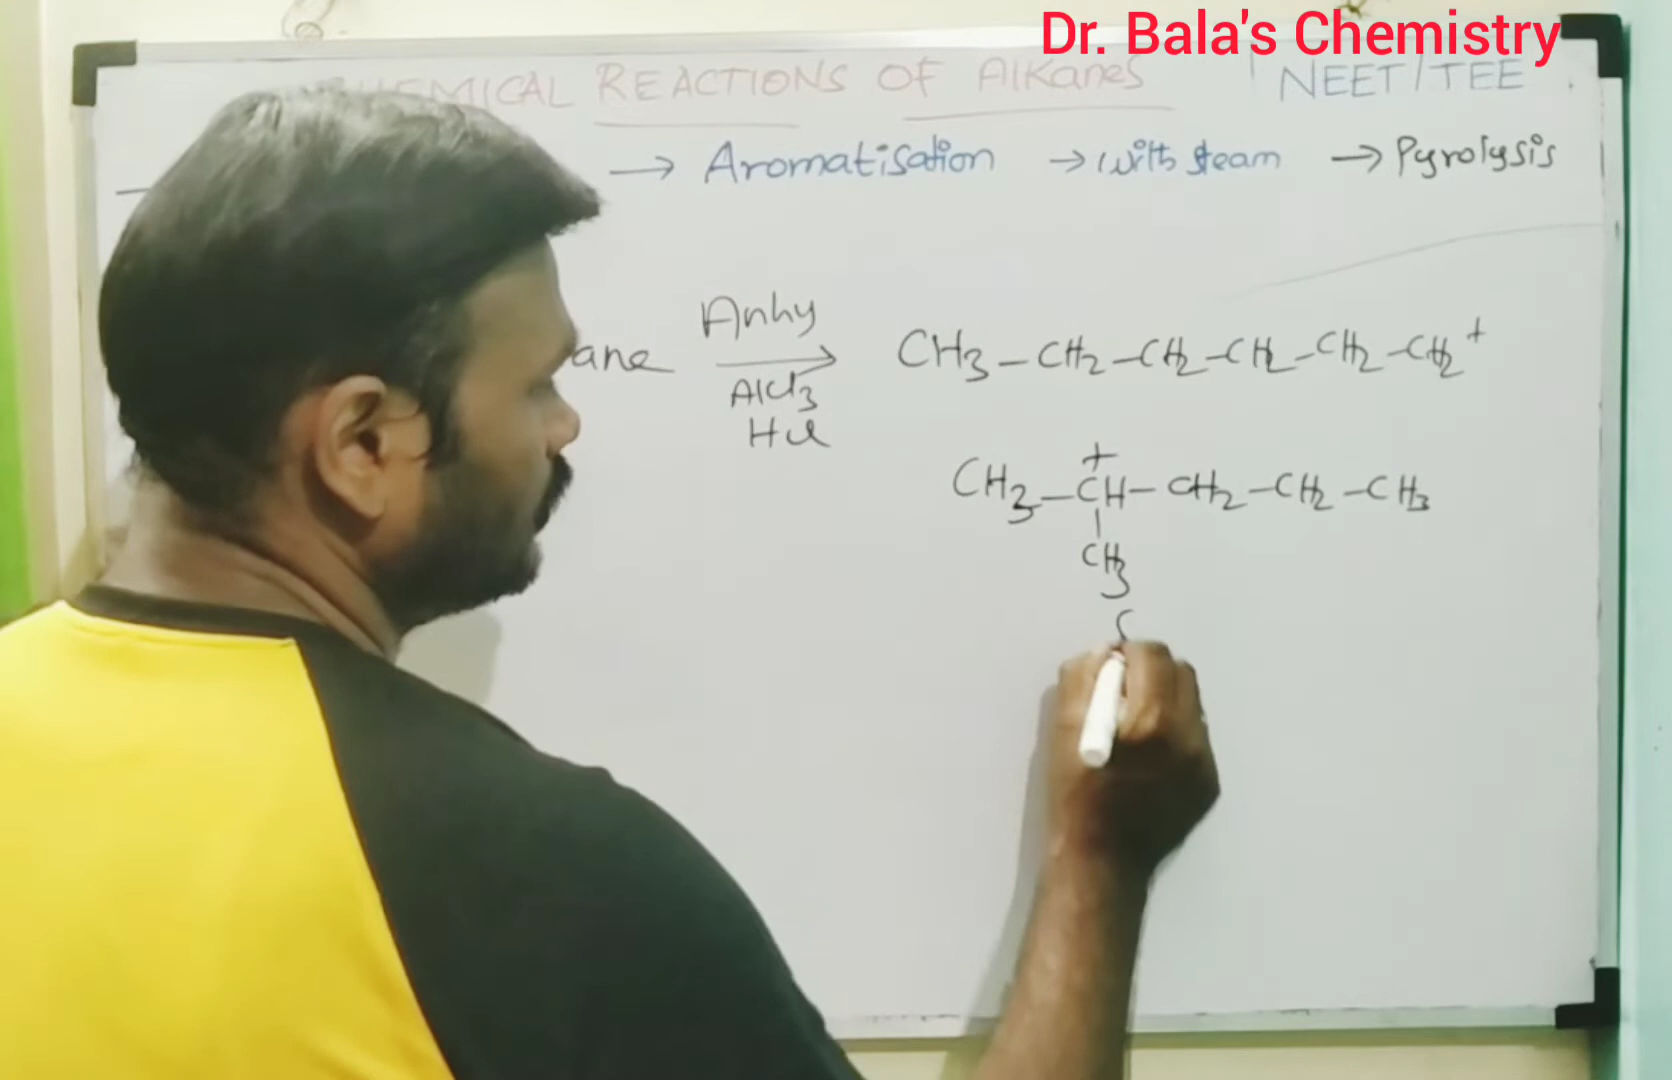 Dr. Bala's Chemistry
CHEMICAL REACTIONS OF AlKanes
NEET/TEE
→ Aromatisation → with steam → Pyrolysis
Anhy
ane → CH3-CH2-CH2-CH2-CH2-CH2+
AlCl3
HCl
+
CH3-CH-CH2-CH2-CH3
|
CH3